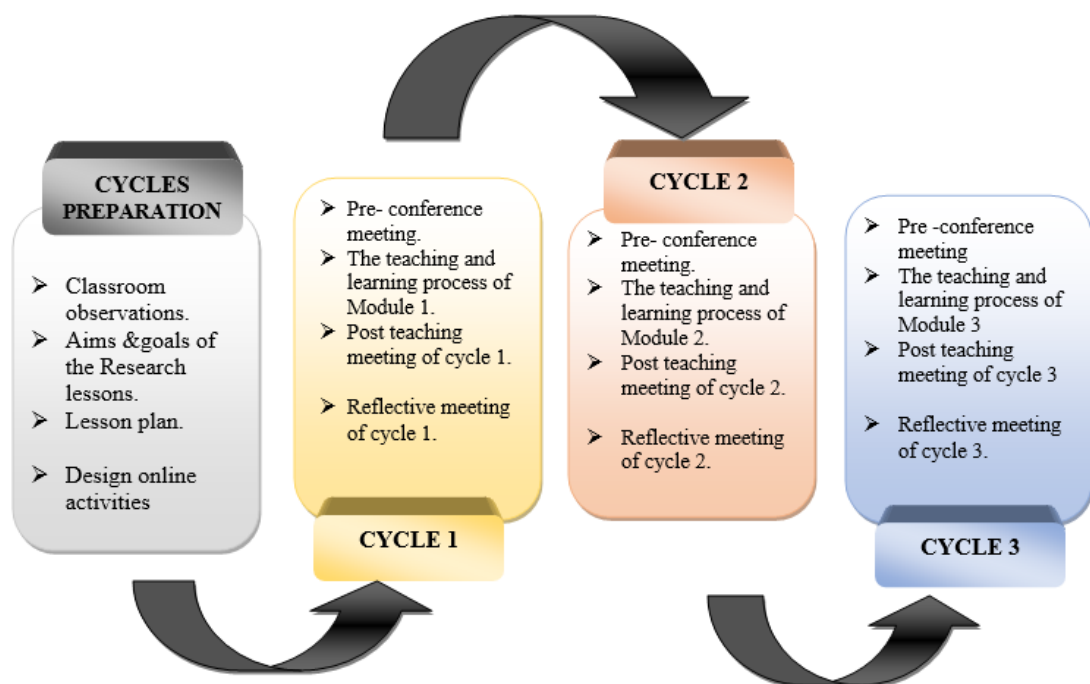 CYCLES
PREPARATION
➢ Classroom
observations.
➢ Aims &goals of
the Research
lessons.
➢ Lesson plan.
➢ Design online
activities
➢ Pre- conference
meeting.
➢ The teaching and
learning process of
Module 1.
➢ Post teaching
meeting of cycle 1.
➢ Reflective meeting
of cycle 1.
CYCLE 1
CYCLE 2
➢ Pre- conference
meeting.
➢ The teaching and
learning process of
Module 2.
➢ Post teaching
meeting of cycle 2.
➢ Reflective meeting
of cycle 2.
➢ Pre -conference
meeting
➢ The teaching and
learning process of
Module 3
➢ Post teaching
meeting of cycle 3
➢ Reflective meeting
of cycle 3.
CYCLE 3